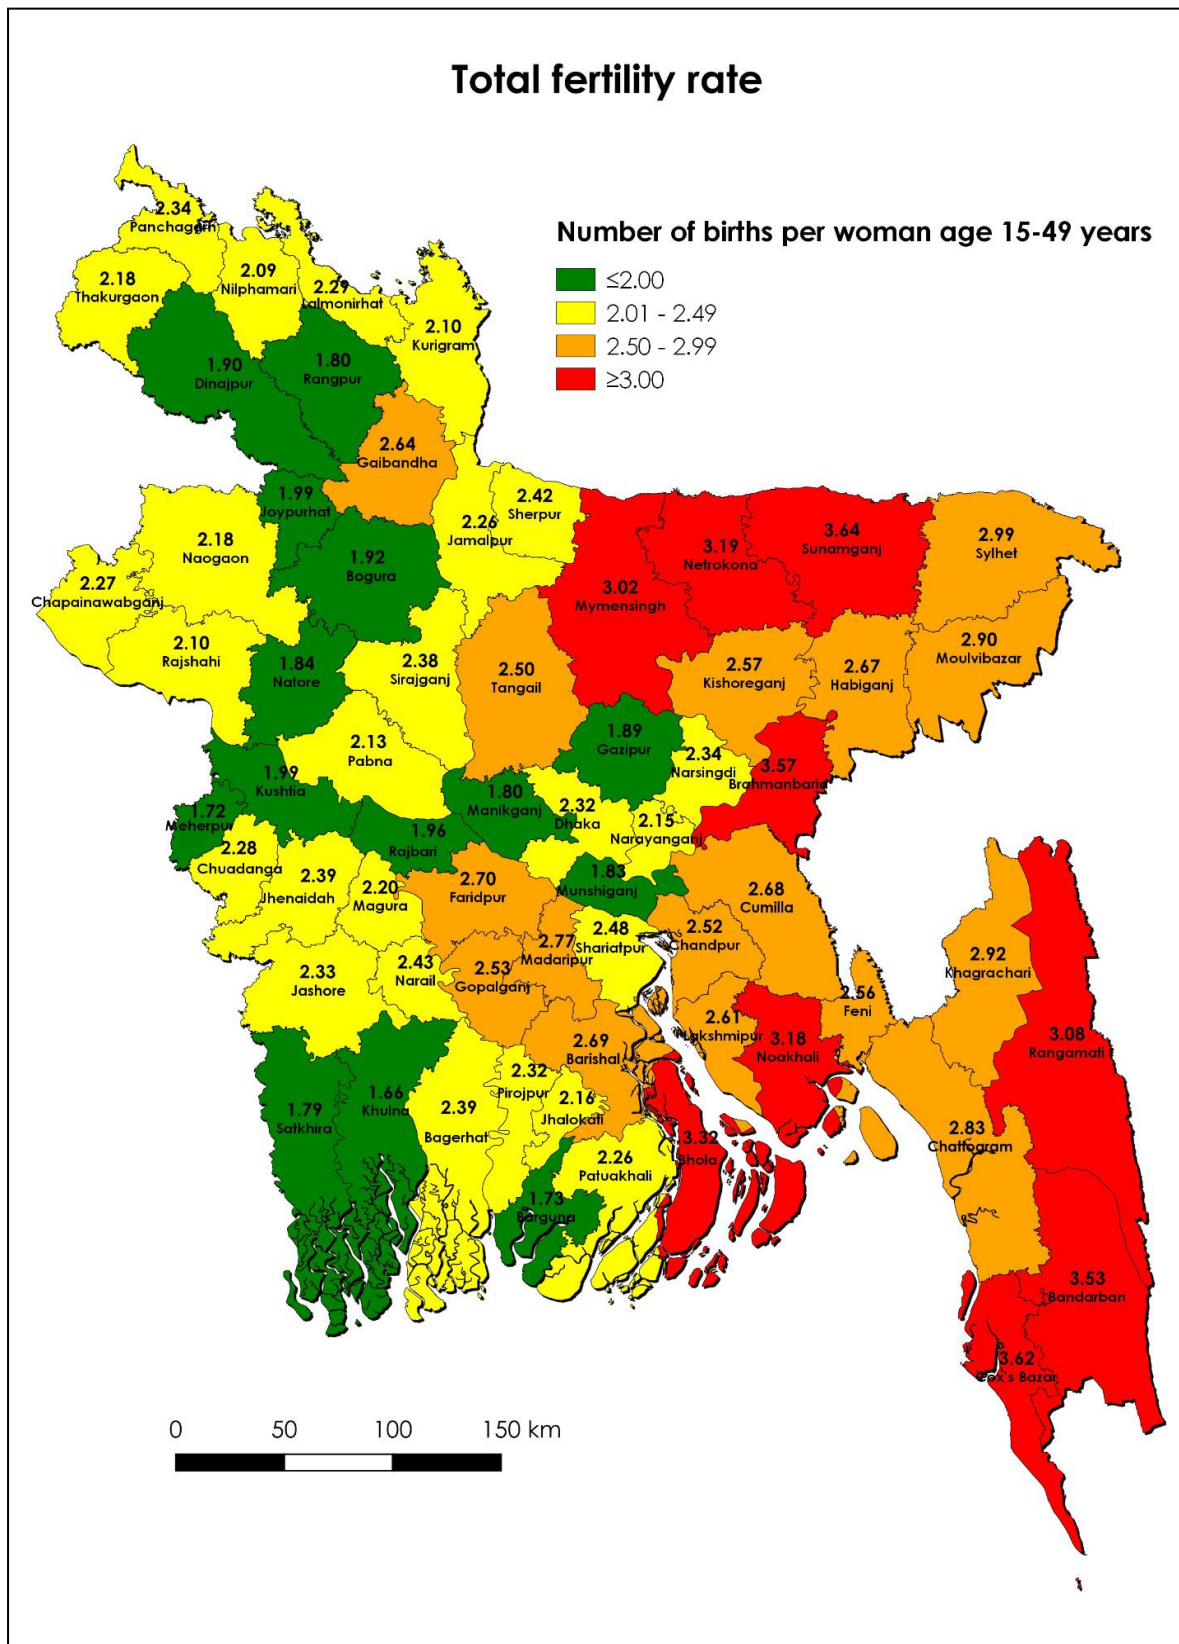 Total fertility rate
Number of births per woman age 15-49 years
≤2.00
2.01 - 2.49
2.50 - 2.99
≥3.00
2.34
Panchagarh
2.18
Thakurgaon
2.09
Nilphamari
2.29
Lalmonirhat
2.10
Kurigram
1.90
Dinajpur
1.80
Rangpur
2.64
Gaibandha
1.99
Joypurhat
2.18
Naogaon
1.92
Bogura
2.26
Jamalpur
2.42
Sherpur
3.02
Mymensingh
3.19
Netrokona
3.64
Sunamganj
2.99
Sylhet
2.27
Chapainawabganj
2.10
Rajshahi
1.84
Natore
2.38
Sirajganj
2.50
Tangail
2.57
Kishoreganj
2.67
Habiganj
2.90
Moulvibazar
2.13
Pabna
1.89
Gazipur
2.34
Narsingdi
3.57
Brahmanbaria
1.99
Kushtia
1.72
Meherpur
1.96
Rajbari
1.80
Manikganj
2.32
Dhaka
2.15
Narayanganj
2.28
Chuadanga
2.39
Jhenaidah
2.20
Magura
2.70
Faridpur
1.83
Munshiganj
2.68
Cumilla
2.33
Jashore
2.43
Narail
2.53
Gopalganj
2.77
Madaripur
2.48
Shariatpur
2.52
Chandpur
2.92
Khagrachari
2.56
Feni
2.61
Lakshmipur
3.18
Noakhali
3.08
Rangamati
2.69
Barishal
1.79
Satkhira
1.66
Khulna
2.39
Bagerhat
2.32
Pirojpur
2.16
Jhalokati
2.26
Patuakhali
1.73
Barguna
3.32
Bhola
2.83
Chattogram
3.53
Bandarban
3.62
Cox's Bazar
0 50 100 150 km